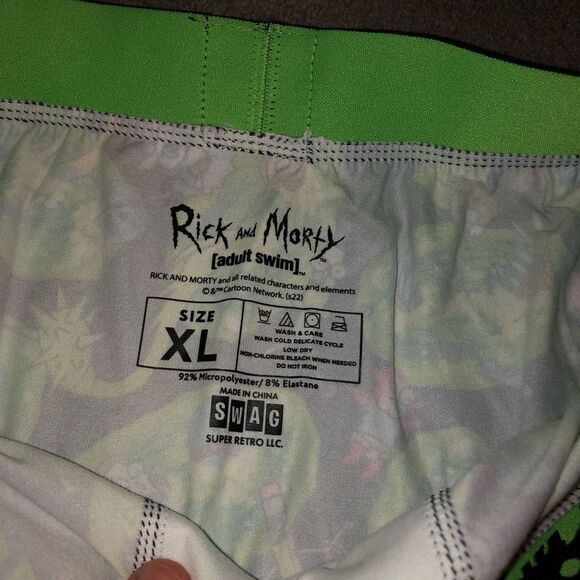 Rick and Morty™
[adult swim]™
RICK AND MORTY and all related characters and elements
©&™Cartoon Network. (s22)
SIZE
XL
WASH & CARE
WASH COLD DELICATE CYCLE
LOW DRY
NON-CHLORINE BLEACH WHEN NEEDED
DO NOT IRON
92% Micropolyester/ 8% Elastane
MADE IN CHINA
SWAG
SUPER RETRO LLC.